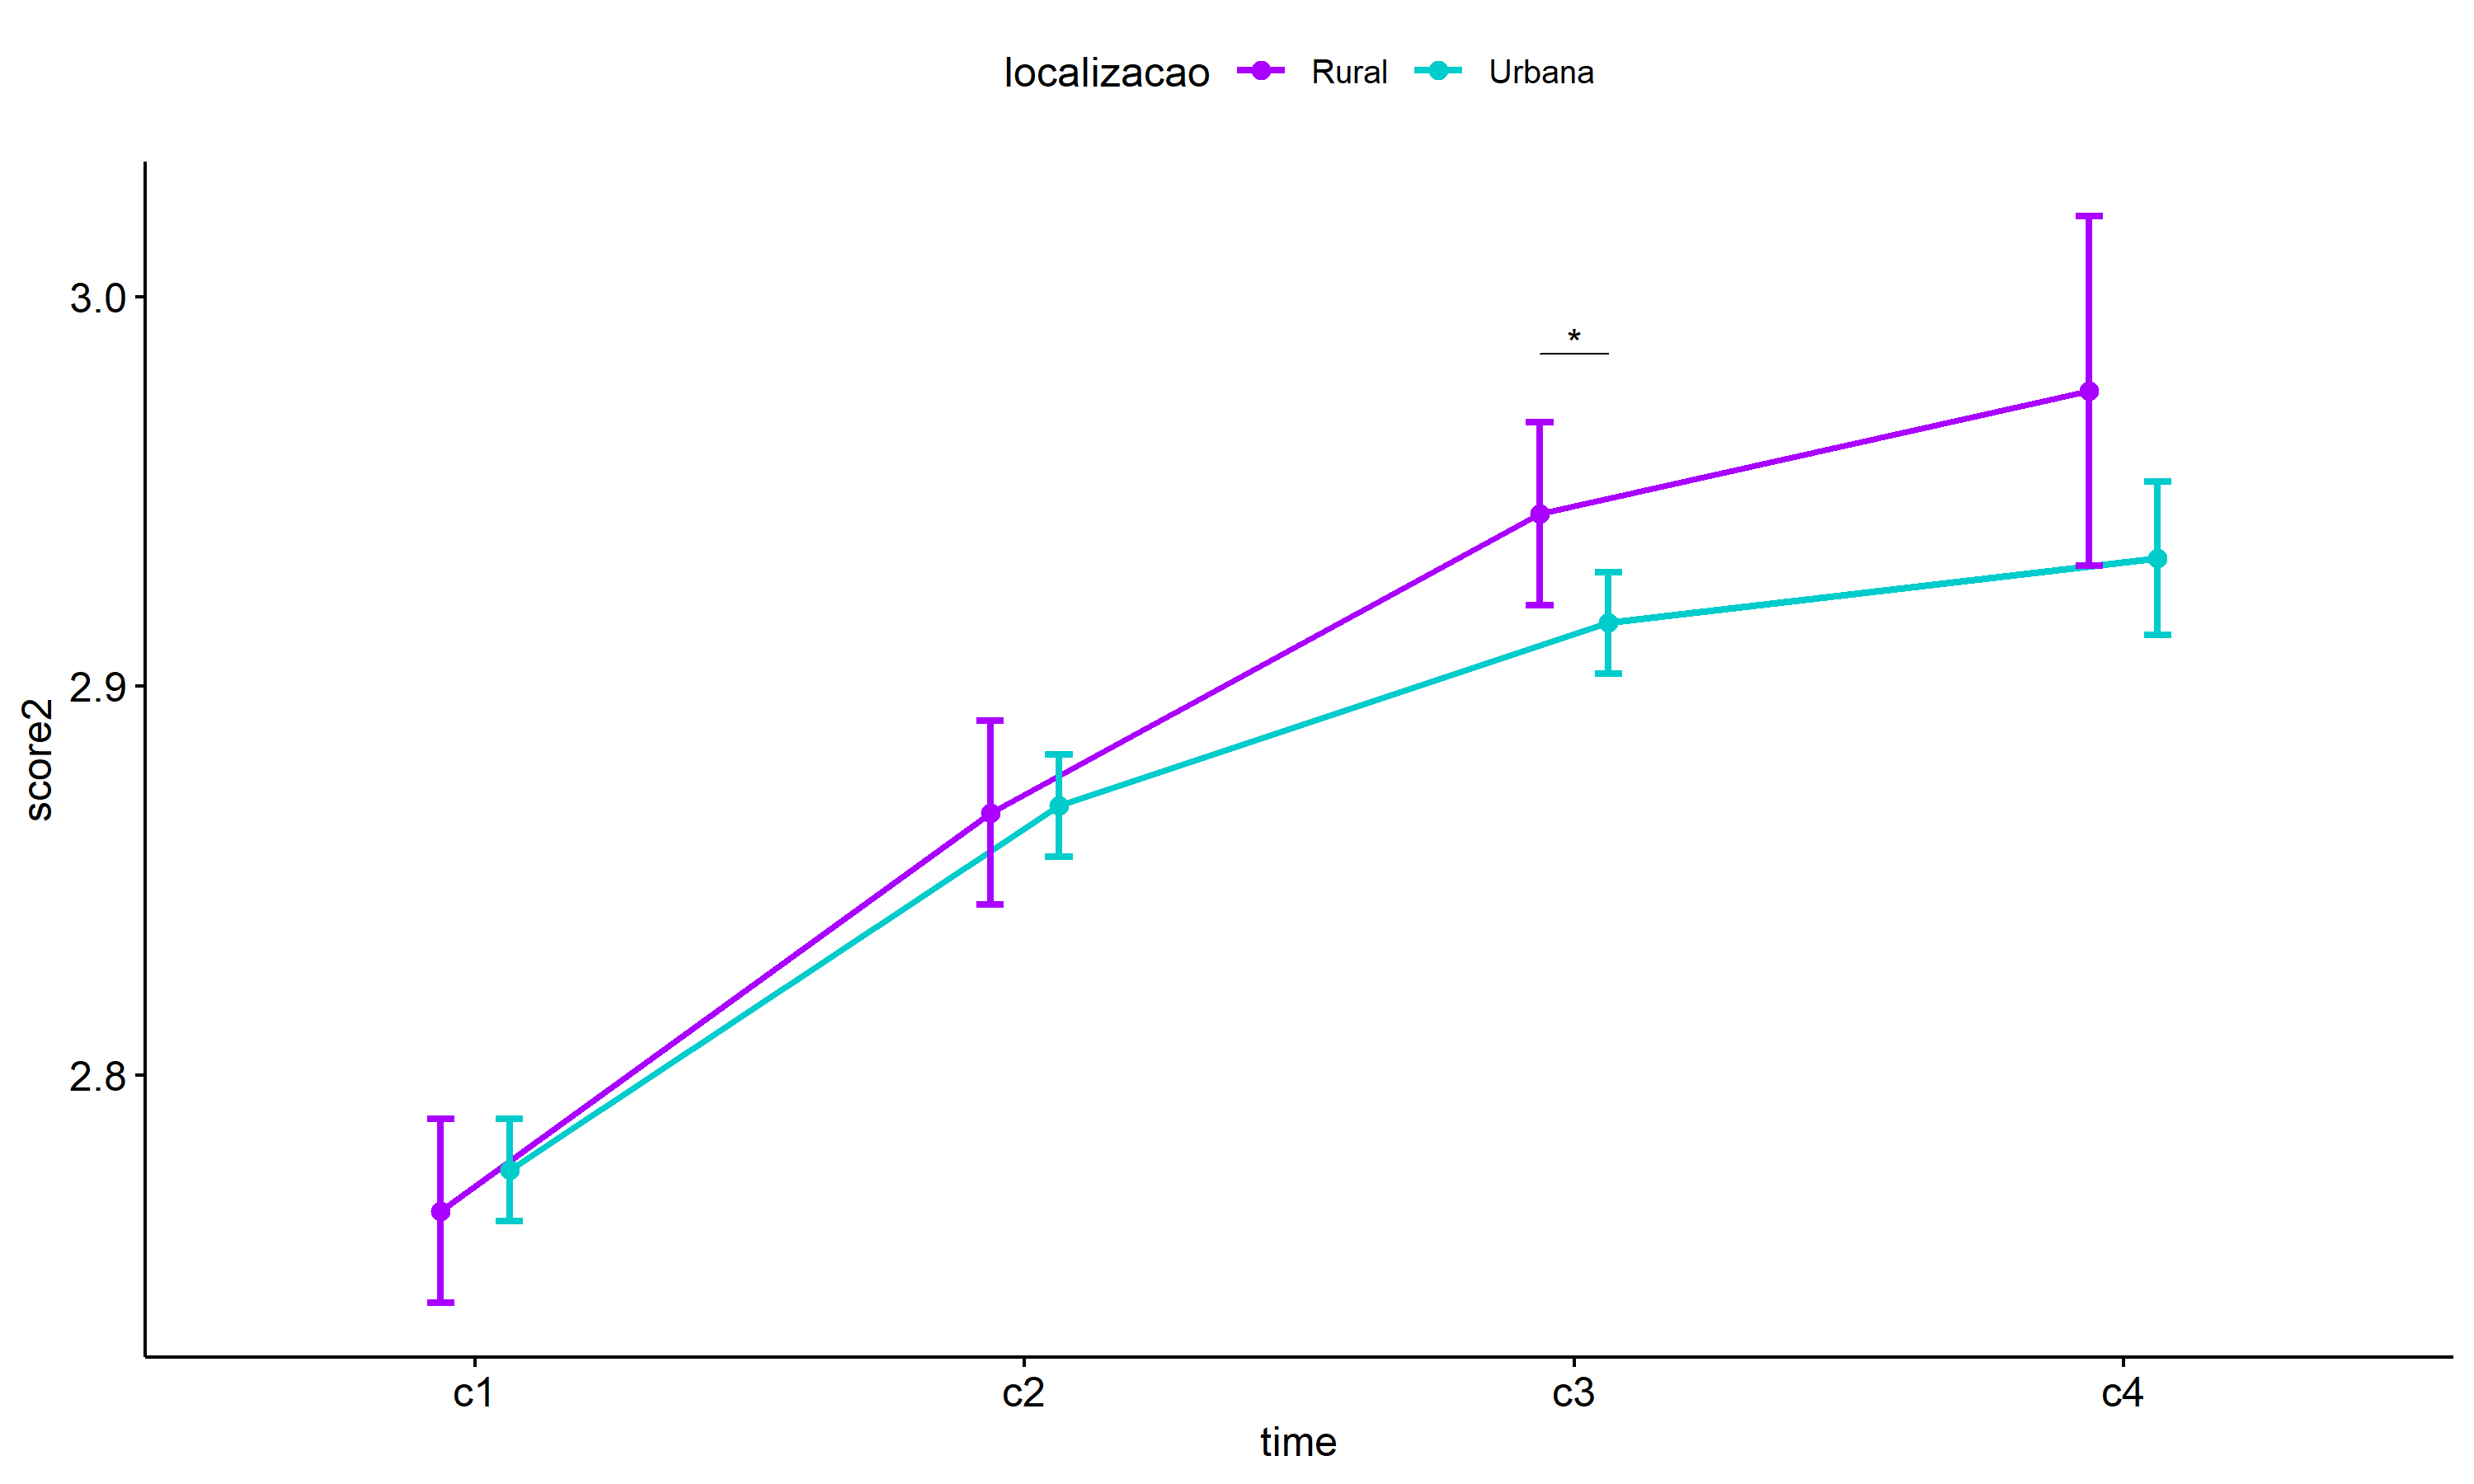 localizacao Rural Urbana
3.0
*
2.9
2.8
score2
c1 c2 c3 c4
time